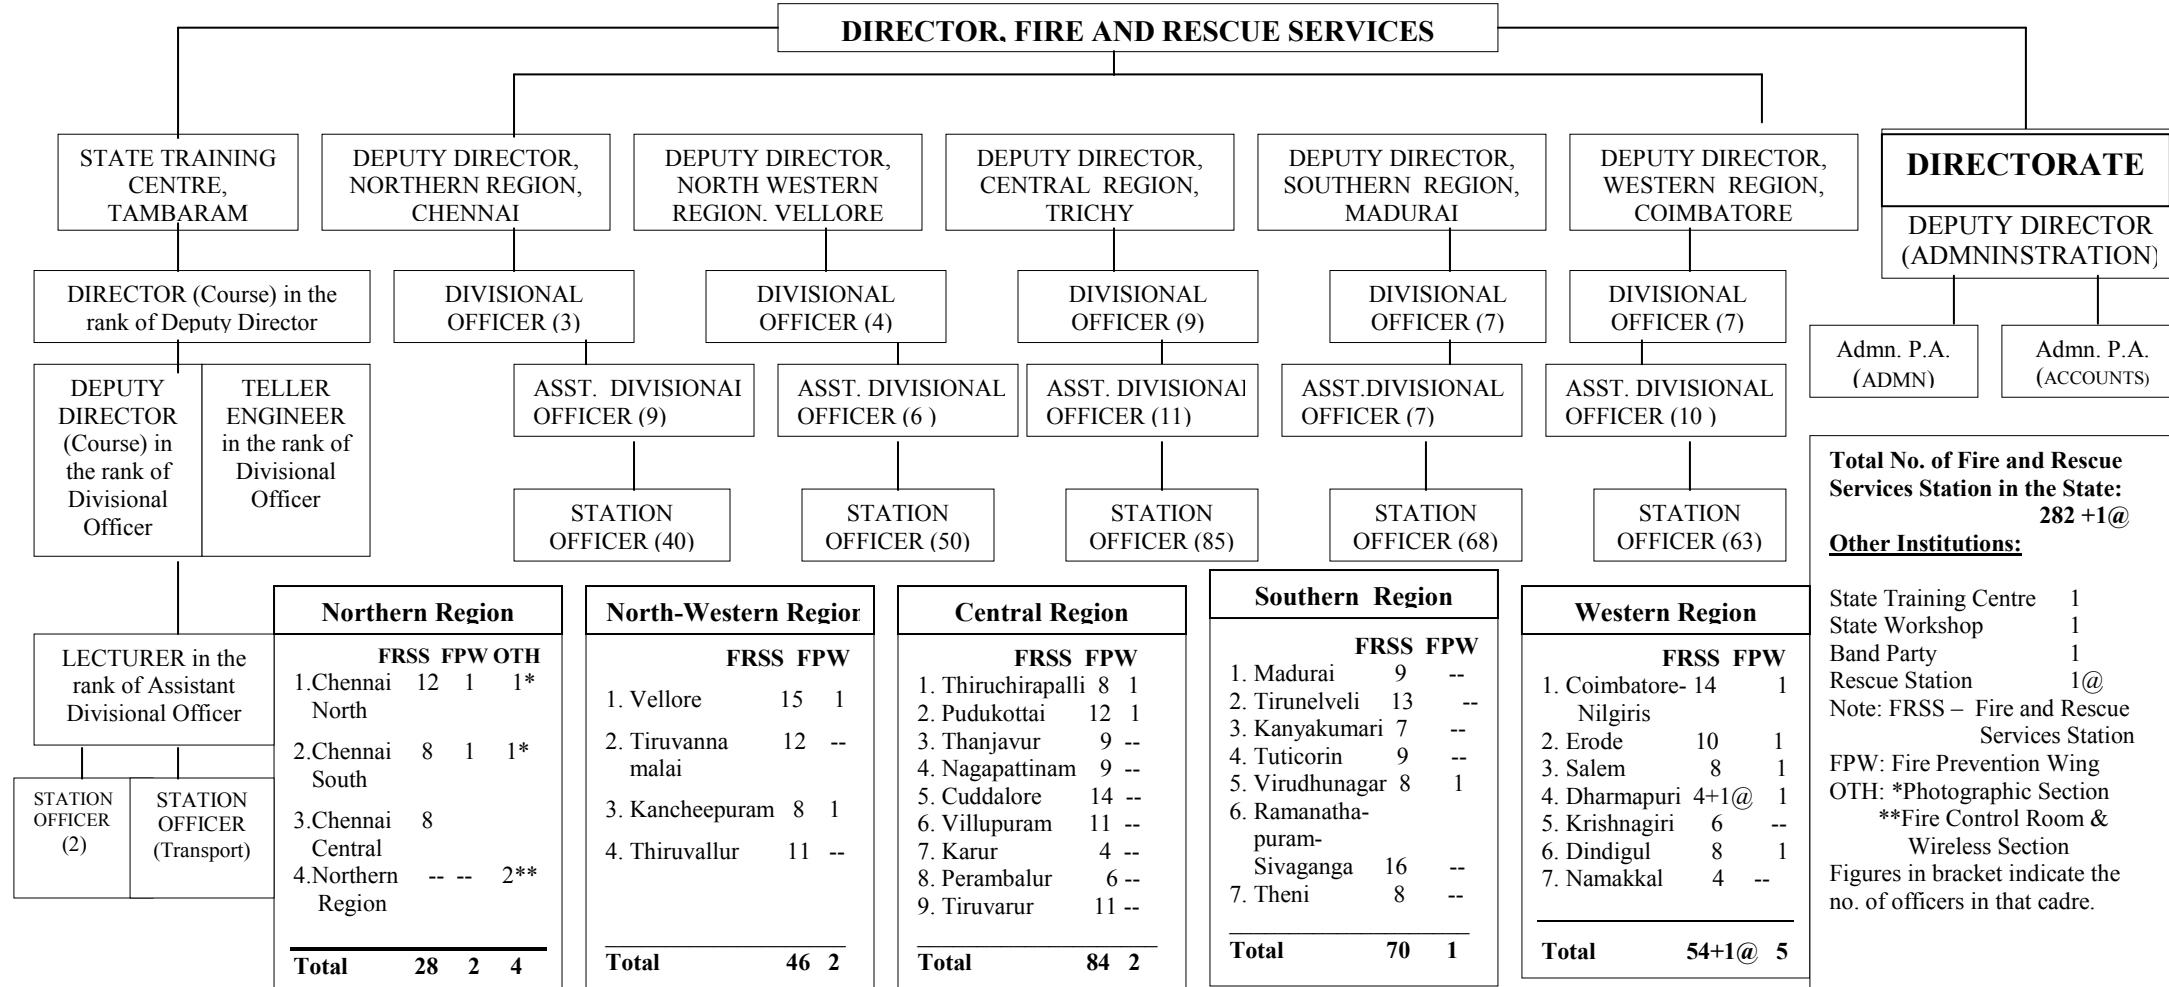 DIRECTOR, FIRE AND RESCUE SERVICES
STATE TRAINING
CENTRE,
TAMBARAM
DEPUTY DIRECTOR,
NORTHERN REGION,
CHENNAI
DEPUTY DIRECTOR,
NORTH WESTERN
REGION. VELLORE
DEPUTY DIRECTOR,
CENTRAL REGION,
TRICHY
DEPUTY DIRECTOR,
SOUTHERN REGION,
MADURAI
DEPUTY DIRECTOR,
WESTERN REGION,
COIMBATORE
DIRECTORATE
DEPUTY DIRECTOR
(ADMNINSTRATION)
DIRECTOR (Course) in the
rank of Deputy Director
DIVISIONAL
OFFICER (3)
DIVISIONAL
OFFICER (4)
DIVISIONAL
OFFICER (9)
DIVISIONAL
OFFICER (7)
DIVISIONAL
OFFICER (7)
Admn. P.A.
(ADMN)
Admn. P.A.
(ACCOUNTS)
DEPUTY
DIRECTOR
(Course) in
the rank of
Divisional
Officer
TELLER
ENGINEER
in the rank of
Divisional
Officer
ASST. DIVISIONAL
OFFICER (9)
ASST. DIVISIONAL
OFFICER (6 )
ASST. DIVISIONAL
OFFICER (11)
ASST.DIVISIONAL
OFFICER (7)
ASST. DIVISIONAL
OFFICER (10 )
STATION
OFFICER (40)
STATION
OFFICER (50)
STATION
OFFICER (85)
STATION
OFFICER (68)
STATION
OFFICER (63)
LECTURER in the
rank of Assistant
Divisional Officer
STATION
OFFICER
(2)
STATION
OFFICER
(Transport)
Northern Region
FRSS FPW OTH
1.Chennai 12 1 1*
North
2.Chennai 8 1 1*
South
3.Chennai 8
Central
4.Northern -- -- 2**
Region
Total 28 2 4
North-Western Region
FRSS FPW
1. Vellore 15 1
2. Tiruvanna 12 --
malai
3. Kancheepuram 8 1
4. Thiruvallur 11 --
Total 46 2
Central Region
FRSS FPW
1. Thiruchirapalli 8 1
2. Pudukottai 12 1
3. Thanjavur 9 --
4. Nagapattinam 9 --
5. Cuddalore 14 --
6. Villupuram 11 --
7. Karur 4 --
8. Perambalur 6 --
9. Tiruvarur 11 --
Total 84 2
Southern Region
FRSS FPW
1. Madurai 9 --
2. Tirunelveli 13 --
3. Kanyakumari 7 --
4. Tuticorin 9 --
5. Virudhunagar 8 1
6. Ramanatha-
puram-
Sivaganga 16 --
7. Theni 8 --
Total 70 1
Western Region
FRSS FPW
1. Coimbatore- 14 1
Nilgiris
2. Erode 10 1
3. Salem 8 1
4. Dharmapuri 4+1@ 1
5. Krishnagiri 6 --
6. Dindigul 8 1
7. Namakkal 4 --
Total 54+1@ 5
Total No. of Fire and Rescue
Services Station in the State:
282 +1@
Other Institutions:
State Training Centre 1
State Workshop 1
Band Party 1
Rescue Station 1@
Note: FRSS – Fire and Rescue
Services Station
FPW: Fire Prevention Wing
OTH: *Photographic Section
**Fire Control Room &
Wireless Section
Figures in bracket indicate the
no. of officers in that cadre.